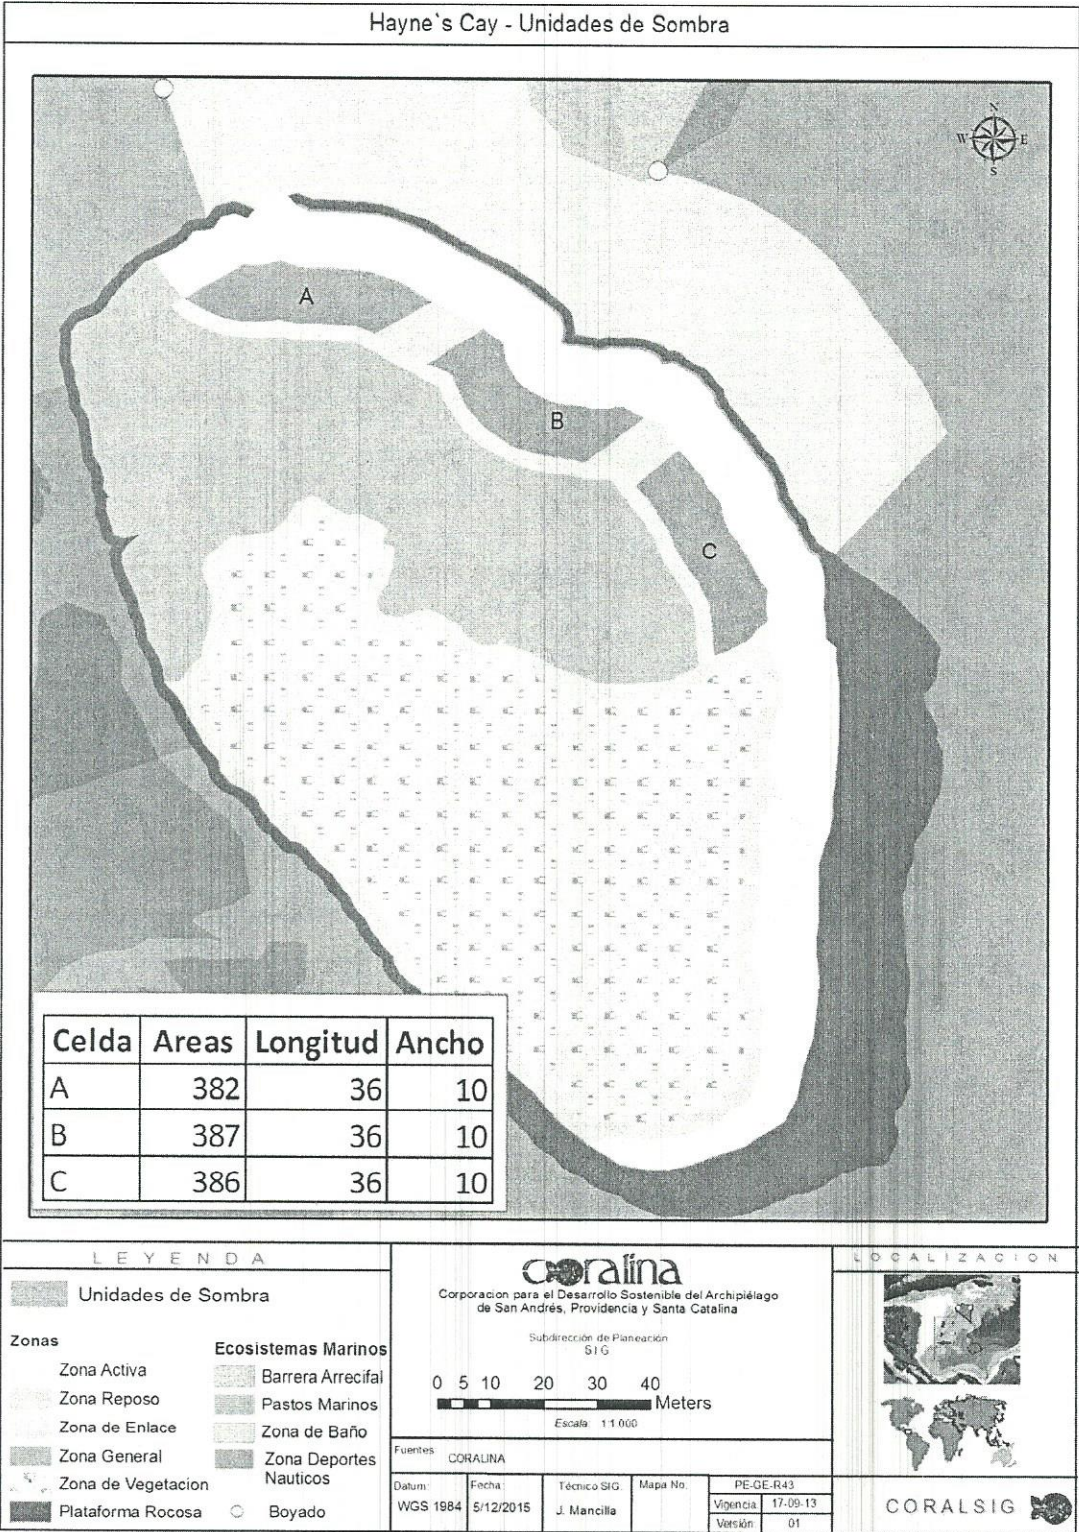 Hayne`s Cay - Unidades de Sombra
N
W E
S
A
B
C
Celda Areas Longitud Ancho
A 382 36 10
B 387 36 10
C 386 36 10
LEYENDA
Unidades de Sombra
Zonas
Zona Activa
Zona Reposo
Zona de Enlace
Zona General
Zona de Vegetacion
Plataforma Rocosa
Ecosistemas Marinos
Barrera Arrecifal
Pastos Marinos
Zona de Baño
Zona Deportes
Nauticos
Boyado
coralina
Corporacion para el Desarrollo Sostenible del Archipiélago
de San Andrés, Providencia y Santa Catalina
Subdirección de Planeación
SIG
0 5 10 20 30 40
Meters
Escala: 1:1.000
Fuentes
CORALINA
Datum:
WGS 1984
Fecha:
5/12/2015
Técnico SIG:
J. Mancilla
Mapa No.
PE-GE-R43
Vigencia: 17-09-13
Versión: 01
LOCALIZACION
CORALSIG